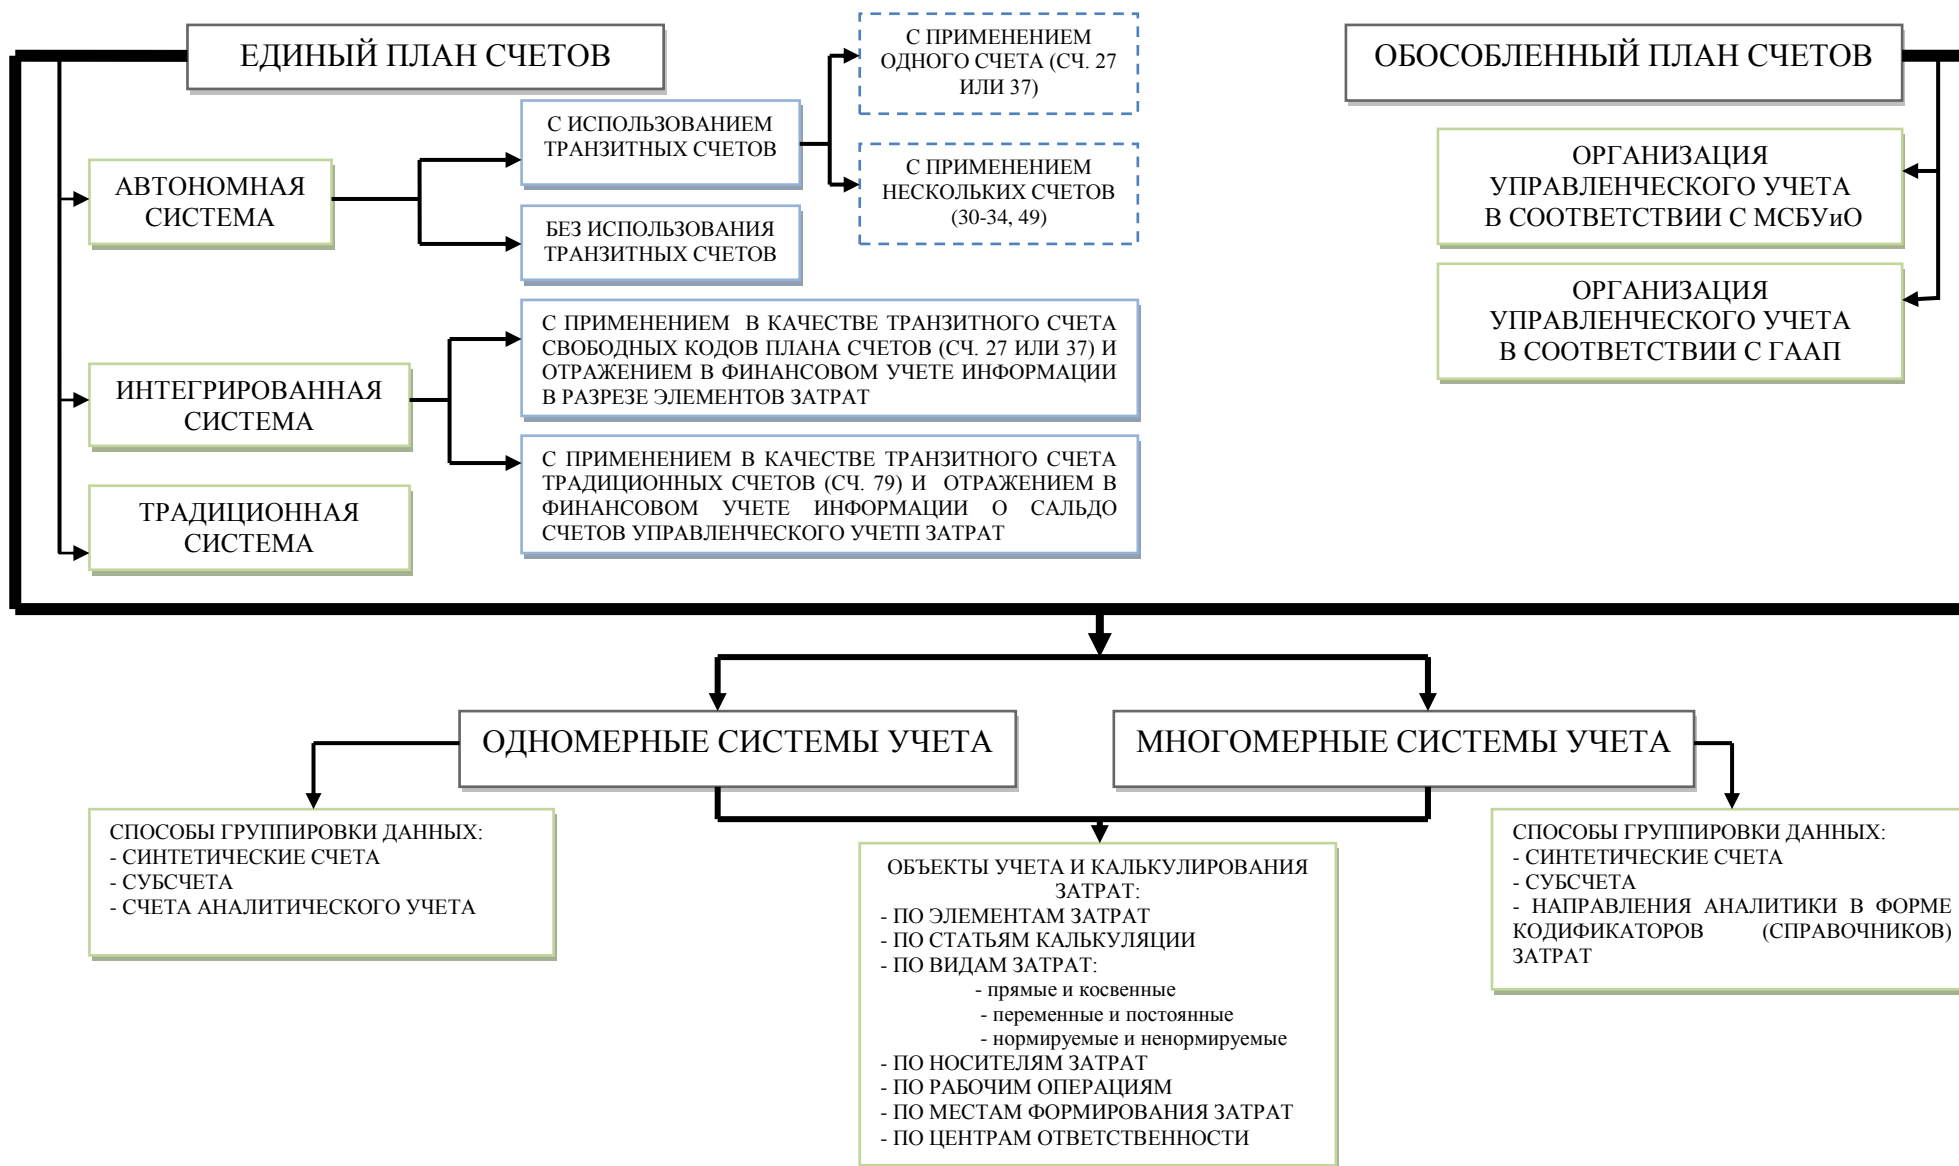 ЕДИНЫЙ ПЛАН СЧЕТОВ
С ПРИМЕНЕНИЕМ
ОДНОГО СЧЕТА (СЧ. 27
ИЛИ 37)
ОБОСОБЛЕННЫЙ ПЛАН СЧЕТОВ
С ИСПОЛЬЗОВАНИЕМ
ТРАНЗИТНЫХ СЧЕТОВ
С ПРИМЕНЕНИЕМ
НЕСКОЛЬКИХ СЧЕТОВ
(30-34, 49)
ОРГАНИЗАЦИЯ
УПРАВЛЕНЧЕСКОГО УЧЕТА
В СООТВЕТСТВИИ С МСБУиО
АВТОНОМНАЯ
СИСТЕМА
БЕЗ ИСПОЛЬЗОВАНИЯ
ТРАНЗИТНЫХ СЧЕТОВ
ОРГАНИЗАЦИЯ
УПРАВЛЕНЧЕСКОГО УЧЕТА
В СООТВЕТСТВИИ С ГААП
С ПРИМЕНЕНИЕМ В КАЧЕСТВЕ ТРАНЗИТНОГО СЧЕТА
СВОБОДНЫХ КОДОВ ПЛАНА СЧЕТОВ (СЧ. 27 ИЛИ 37) И
ОТРАЖЕНИЕМ В ФИНАНСОВОМ УЧЕТЕ ИНФОРМАЦИИ
В РАЗРЕЗЕ ЭЛЕМЕНТОВ ЗАТРАТ
ИНТЕГРИРОВАННАЯ
СИСТЕМА
С ПРИМЕНЕНИЕМ В КАЧЕСТВЕ ТРАНЗИТНОГО СЧЕТА
ТРАДИЦИОННЫХ СЧЕТОВ (СЧ. 79) И ОТРАЖЕНИЕМ В
ФИНАНСОВОМ УЧЕТЕ ИНФОРМАЦИИ О САЛЬДО
СЧЕТОВ УПРАВЛЕНЧЕСКОГО УЧЕТП ЗАТРАТ
ТРАДИЦИОННАЯ
СИСТЕМА
ОДНОМЕРНЫЕ СИСТЕМЫ УЧЕТА
МНОГОМЕРНЫЕ СИСТЕМЫ УЧЕТА
СПОСОБЫ ГРУППИРОВКИ ДАННЫХ:
- СИНТЕТИЧЕСКИЕ СЧЕТА
- СУБСЧЕТА
- СЧЕТА АНАЛИТИЧЕСКОГО УЧЕТА
ОБЪЕКТЫ УЧЕТА И КАЛЬКУЛИРОВАНИЯ
ЗАТРАТ:
- ПО ЭЛЕМЕНТАМ ЗАТРАТ
- ПО СТАТЬЯМ КАЛЬКУЛЯЦИИ
- ПО ВИДАМ ЗАТРАТ:
- прямые и косвенные
- переменные и постоянные
- нормируемые и ненормируемые
- ПО НОСИТЕЛЯМ ЗАТРАТ
- ПО РАБОЧИМ ОПЕРАЦИЯМ
- ПО МЕСТАМ ФОРМИРОВАНИЯ ЗАТРАТ
- ПО ЦЕНТРАМ ОТВЕТСТВЕННОСТИ
СПОСОБЫ ГРУППИРОВКИ ДАННЫХ:
- СИНТЕТИЧЕСКИЕ СЧЕТА
- СУБСЧЕТА
- НАПРАВЛЕНИЯ АНАЛИТИКИ В ФОРМЕ
КОДИФИКАТОРОВ (СПРАВОЧНИКОВ)
ЗАТРАТ